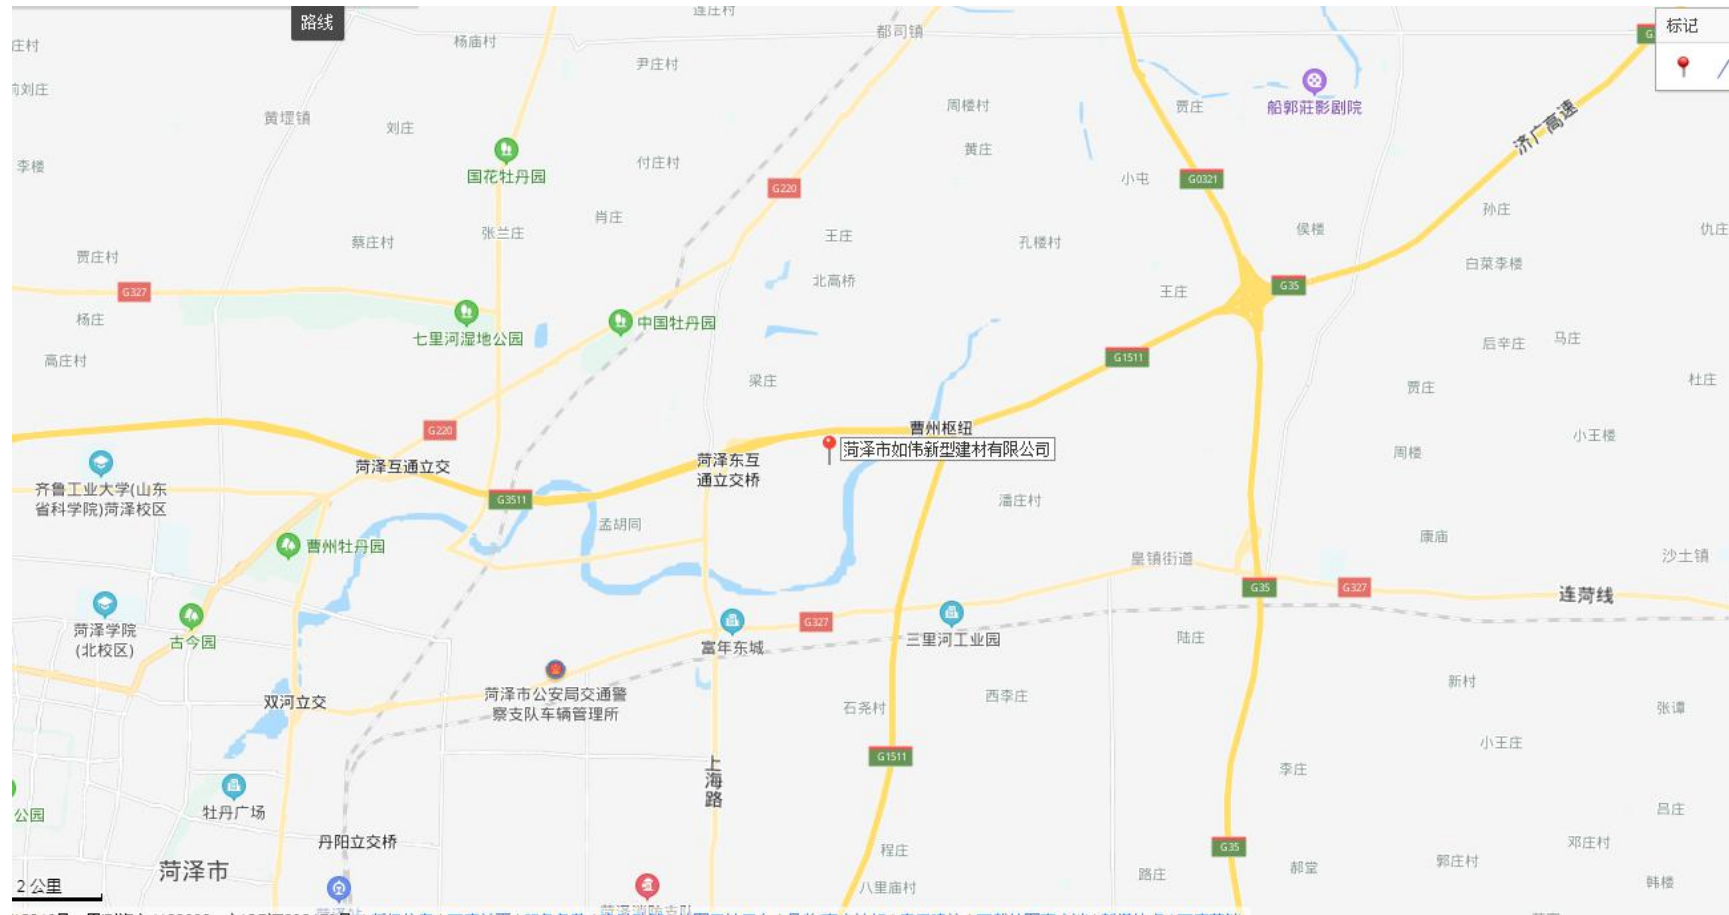 路线
标记
庄村
杨庙村
尹庄村
都司镇
前刘庄
黄堽镇
刘庄
周楼村
贾庄
船郭莊影剧院
济广高速
李楼
国花牡丹园
付庄村
黄庄
小屯
G0321
G220
肖庄
张兰庄
蔡庄村
贾庄村
王庄
孔楼村
侯楼
孙庄
仇庄
白菜李楼
北高桥
王庄
G35
G327
杨庄
七里河湿地公园
中国牡丹园
高庄村
梁庄
G1511
后辛庄
马庄
贾庄
杜庄
G220
曹州枢纽
菏泽市如伟新型建材有限公司
小王楼
周楼
菏泽互通立交
菏泽东互
通立交桥
齐鲁工业大学(山东
省科学院)菏泽校区
G3511
孟胡同
潘庄村
康庙
沙土镇
曹州牡丹园
皇镇街道
G35
G327
连菏线
菏泽学院
(北校区)
古今园
富年东城
G327
三里河工业园
陆庄
菏泽市公安局交通警
察支队车辆管理所
双河立交
石尧村
西李庄
新村
张谭
小王庄
G1511
上海路
李庄
牡丹广场
公园
吕庄
丹阳立交桥
程庄
G35
邓庄村
郭庄村
郝堂
菏泽市
路庄
八里庙村
韩楼
2 公里